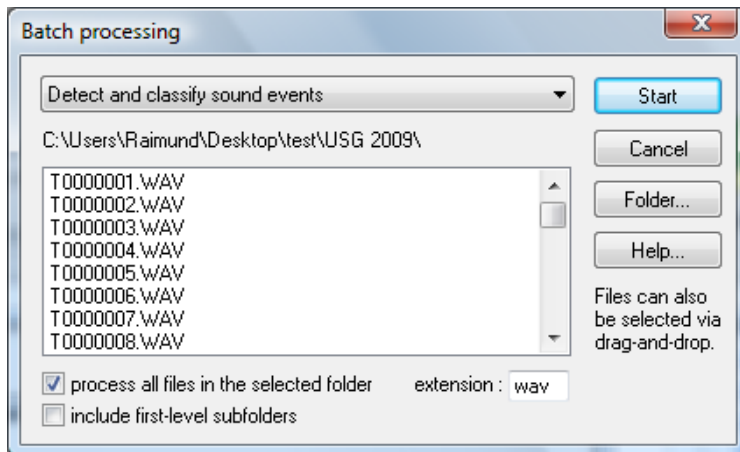 Batch processing
Detect and classify sound events
Start
C:\Users\Raimund\Desktop\test\USG 2009\
Cancel
T0000001.WAV
T0000002.WAV
T0000003.WAV
T0000004.WAV
T0000005.WAV
T0000006.WAV
T0000007.WAV
T0000008.WAV
Folder...
Help...
Files can also
be selected via
drag-and-drop.
process all files in the selected folder extension : wav
include first-level subfolders